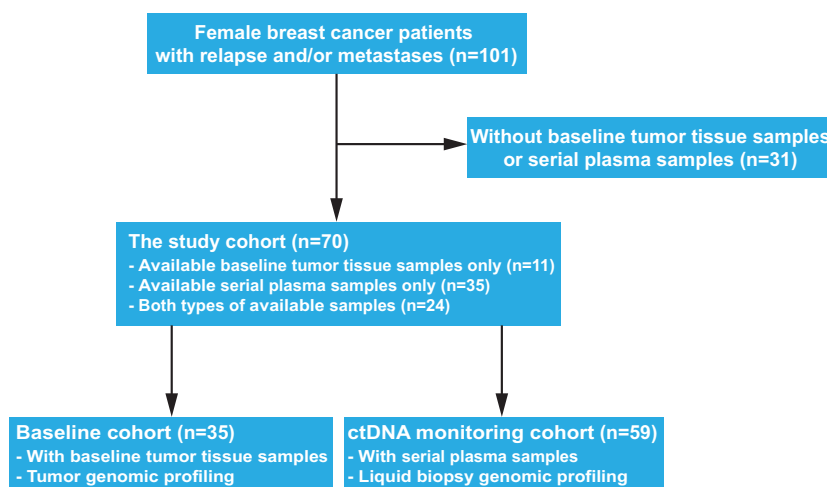 Female breast cancer patients
with relapse and/or metastases (n=101)
Without baseline tumor tissue samples
or serial plasma samples (n=31)
The study cohort (n=70)
- Available baseline tumor tissue samples only (n=11)
- Available serial plasma samples only (n=35)
- Both types of available samples (n=24)
Baseline cohort (n=35)
- With baseline tumor tissue samples
- Tumor genomic profiling
ctDNA monitoring cohort (n=59)
- With serial plasma samples
- Liquid biopsy genomic profiling